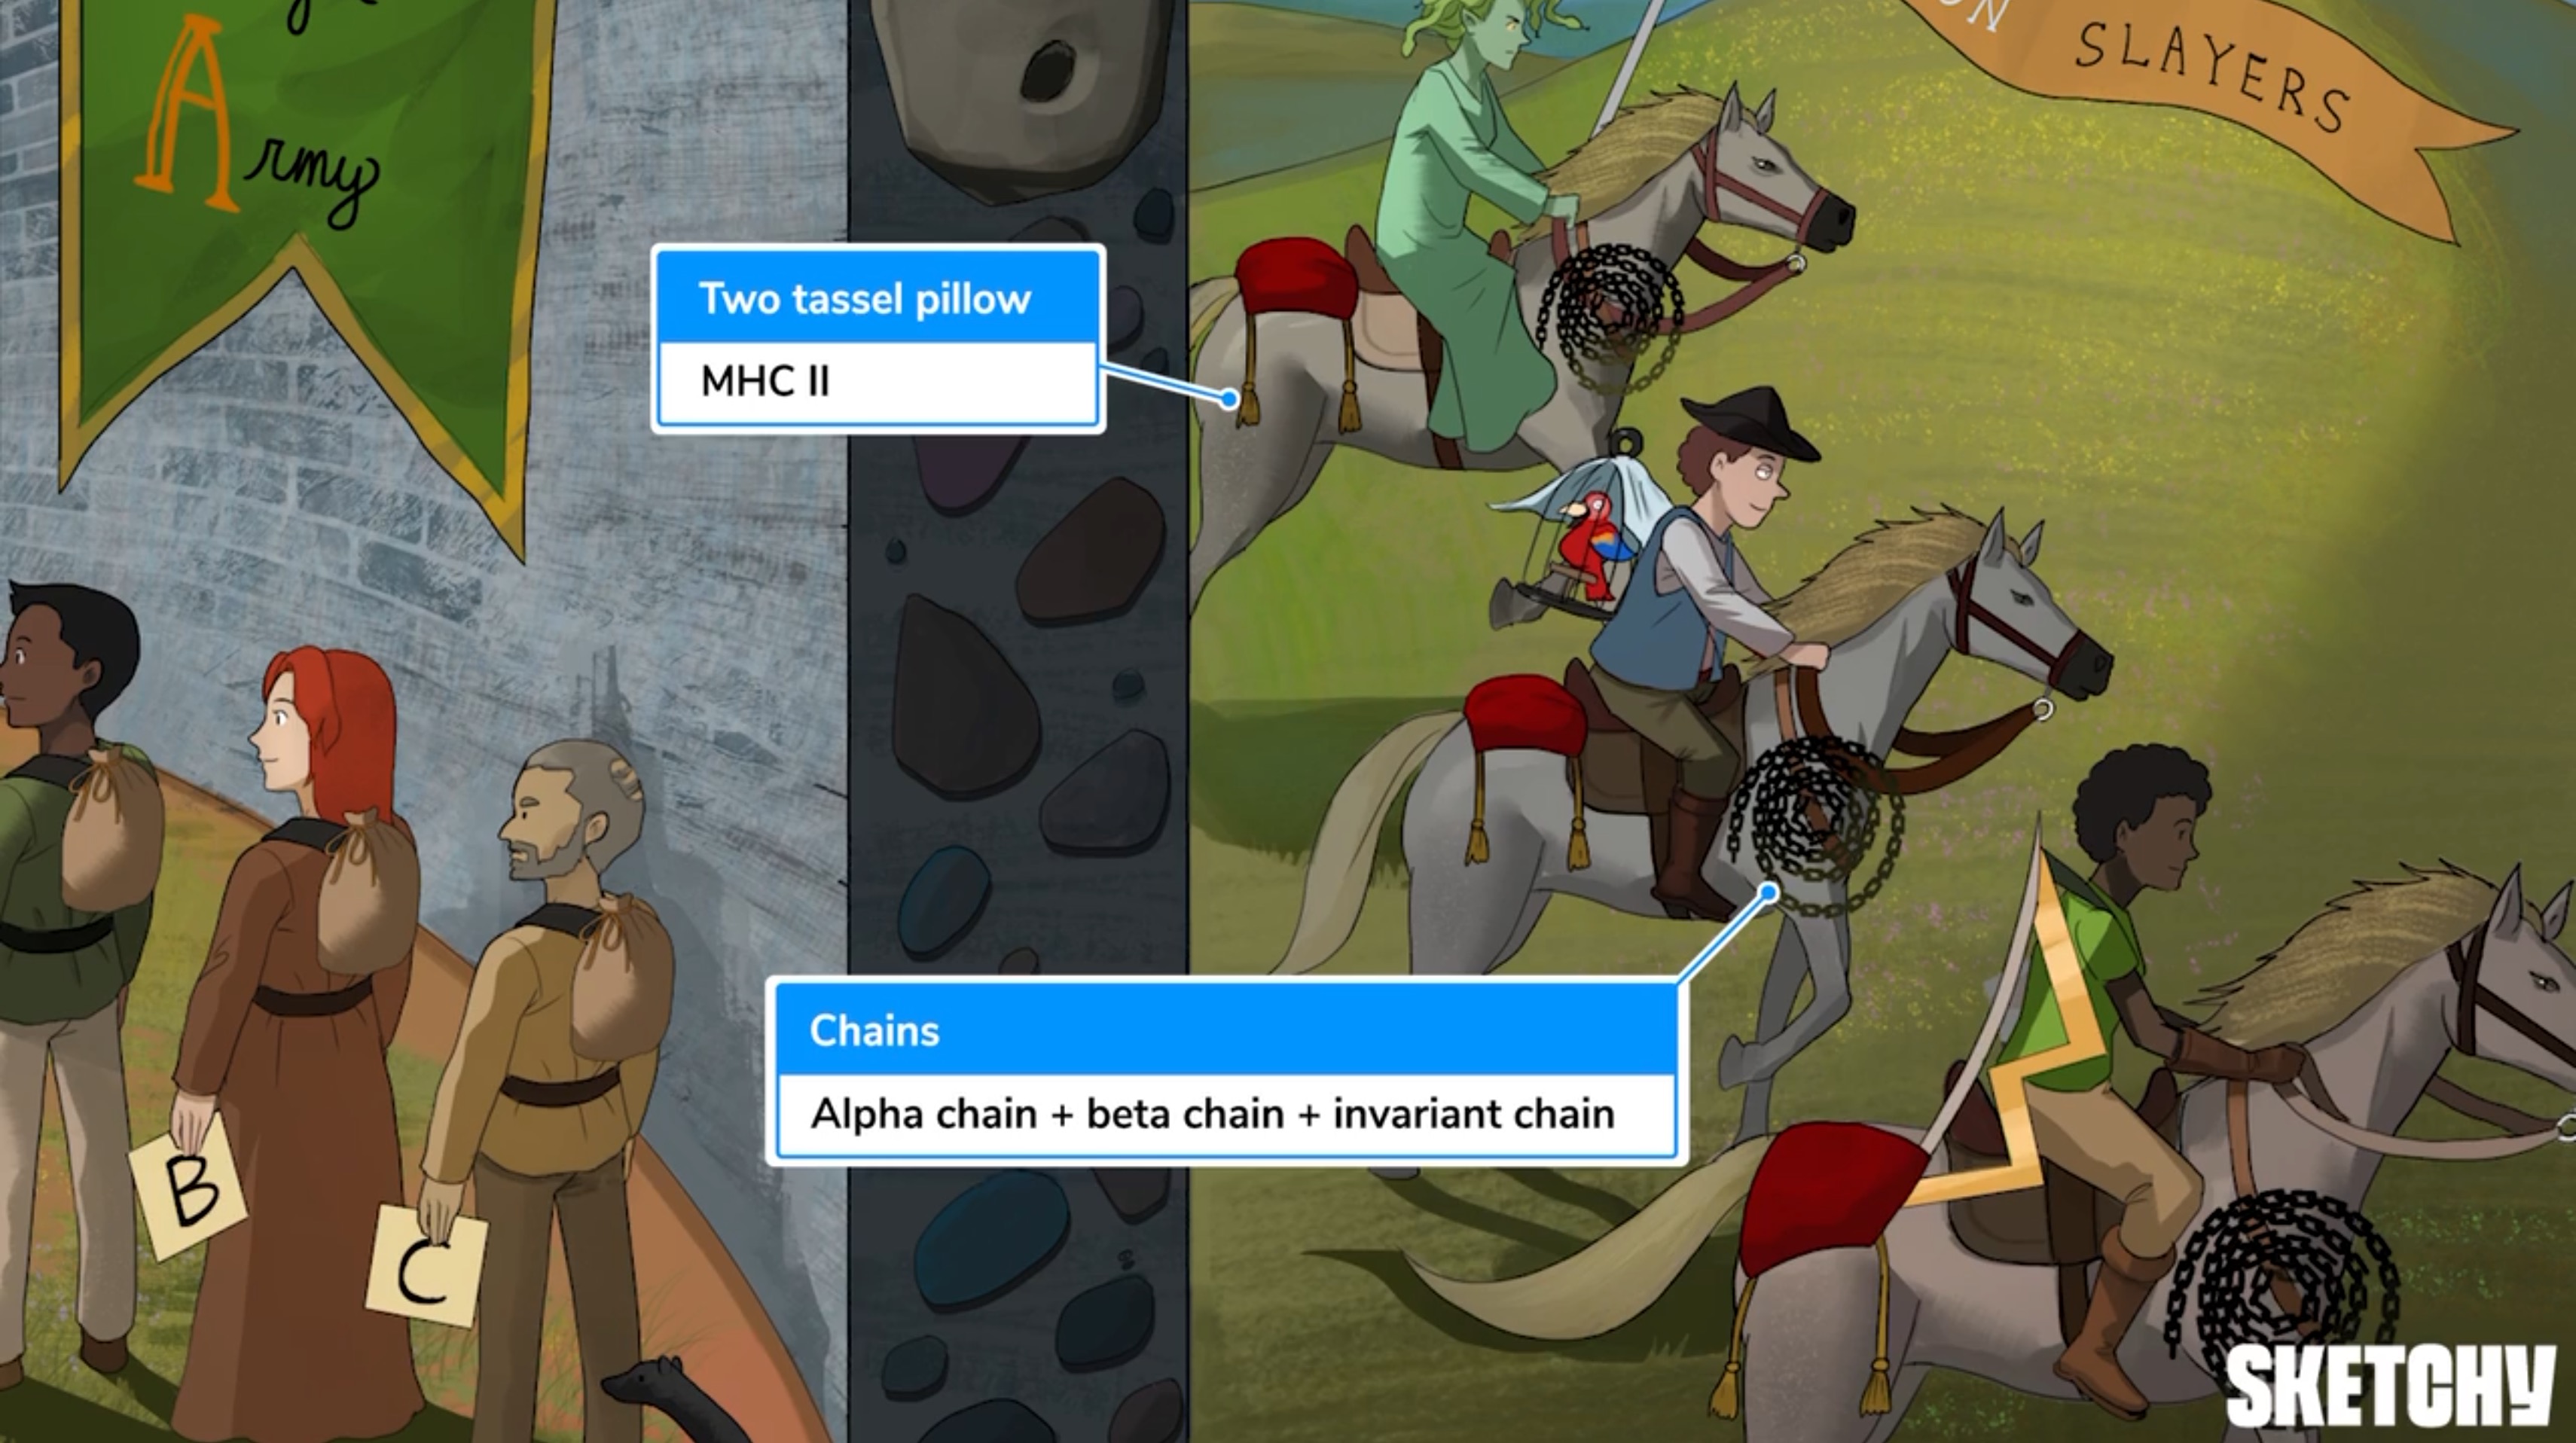 Army
SLAYERS
Two tassel pillow
MHC II
B
C
Chains
Alpha chain + beta chain + invariant chain
SKETCHY